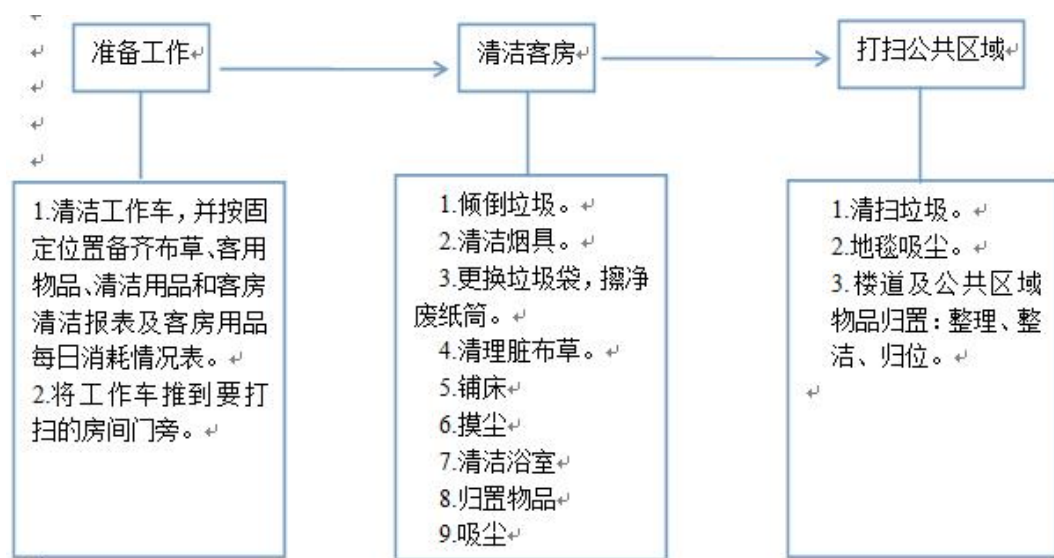 准备工作
清洁客房
打扫公共区域
1.清洁工作车，并按固
定位置备齐布草、客用
物品、清洁用品和客房
清洁报表及客房用品
每日消耗情况表。
2.将工作车推到要打
扫的房间门旁。
1.倾倒垃圾。
2.清洁烟具。
3.更换垃圾袋，擦净
废纸筒。
4.清理脏布草。
5.铺床
6.摸尘
7.清洁浴室
8.归置物品
9.吸尘
1.清扫垃圾。
2.地毯吸尘。
3.楼道及公共区域
物品归置：整理、整
洁、归位。